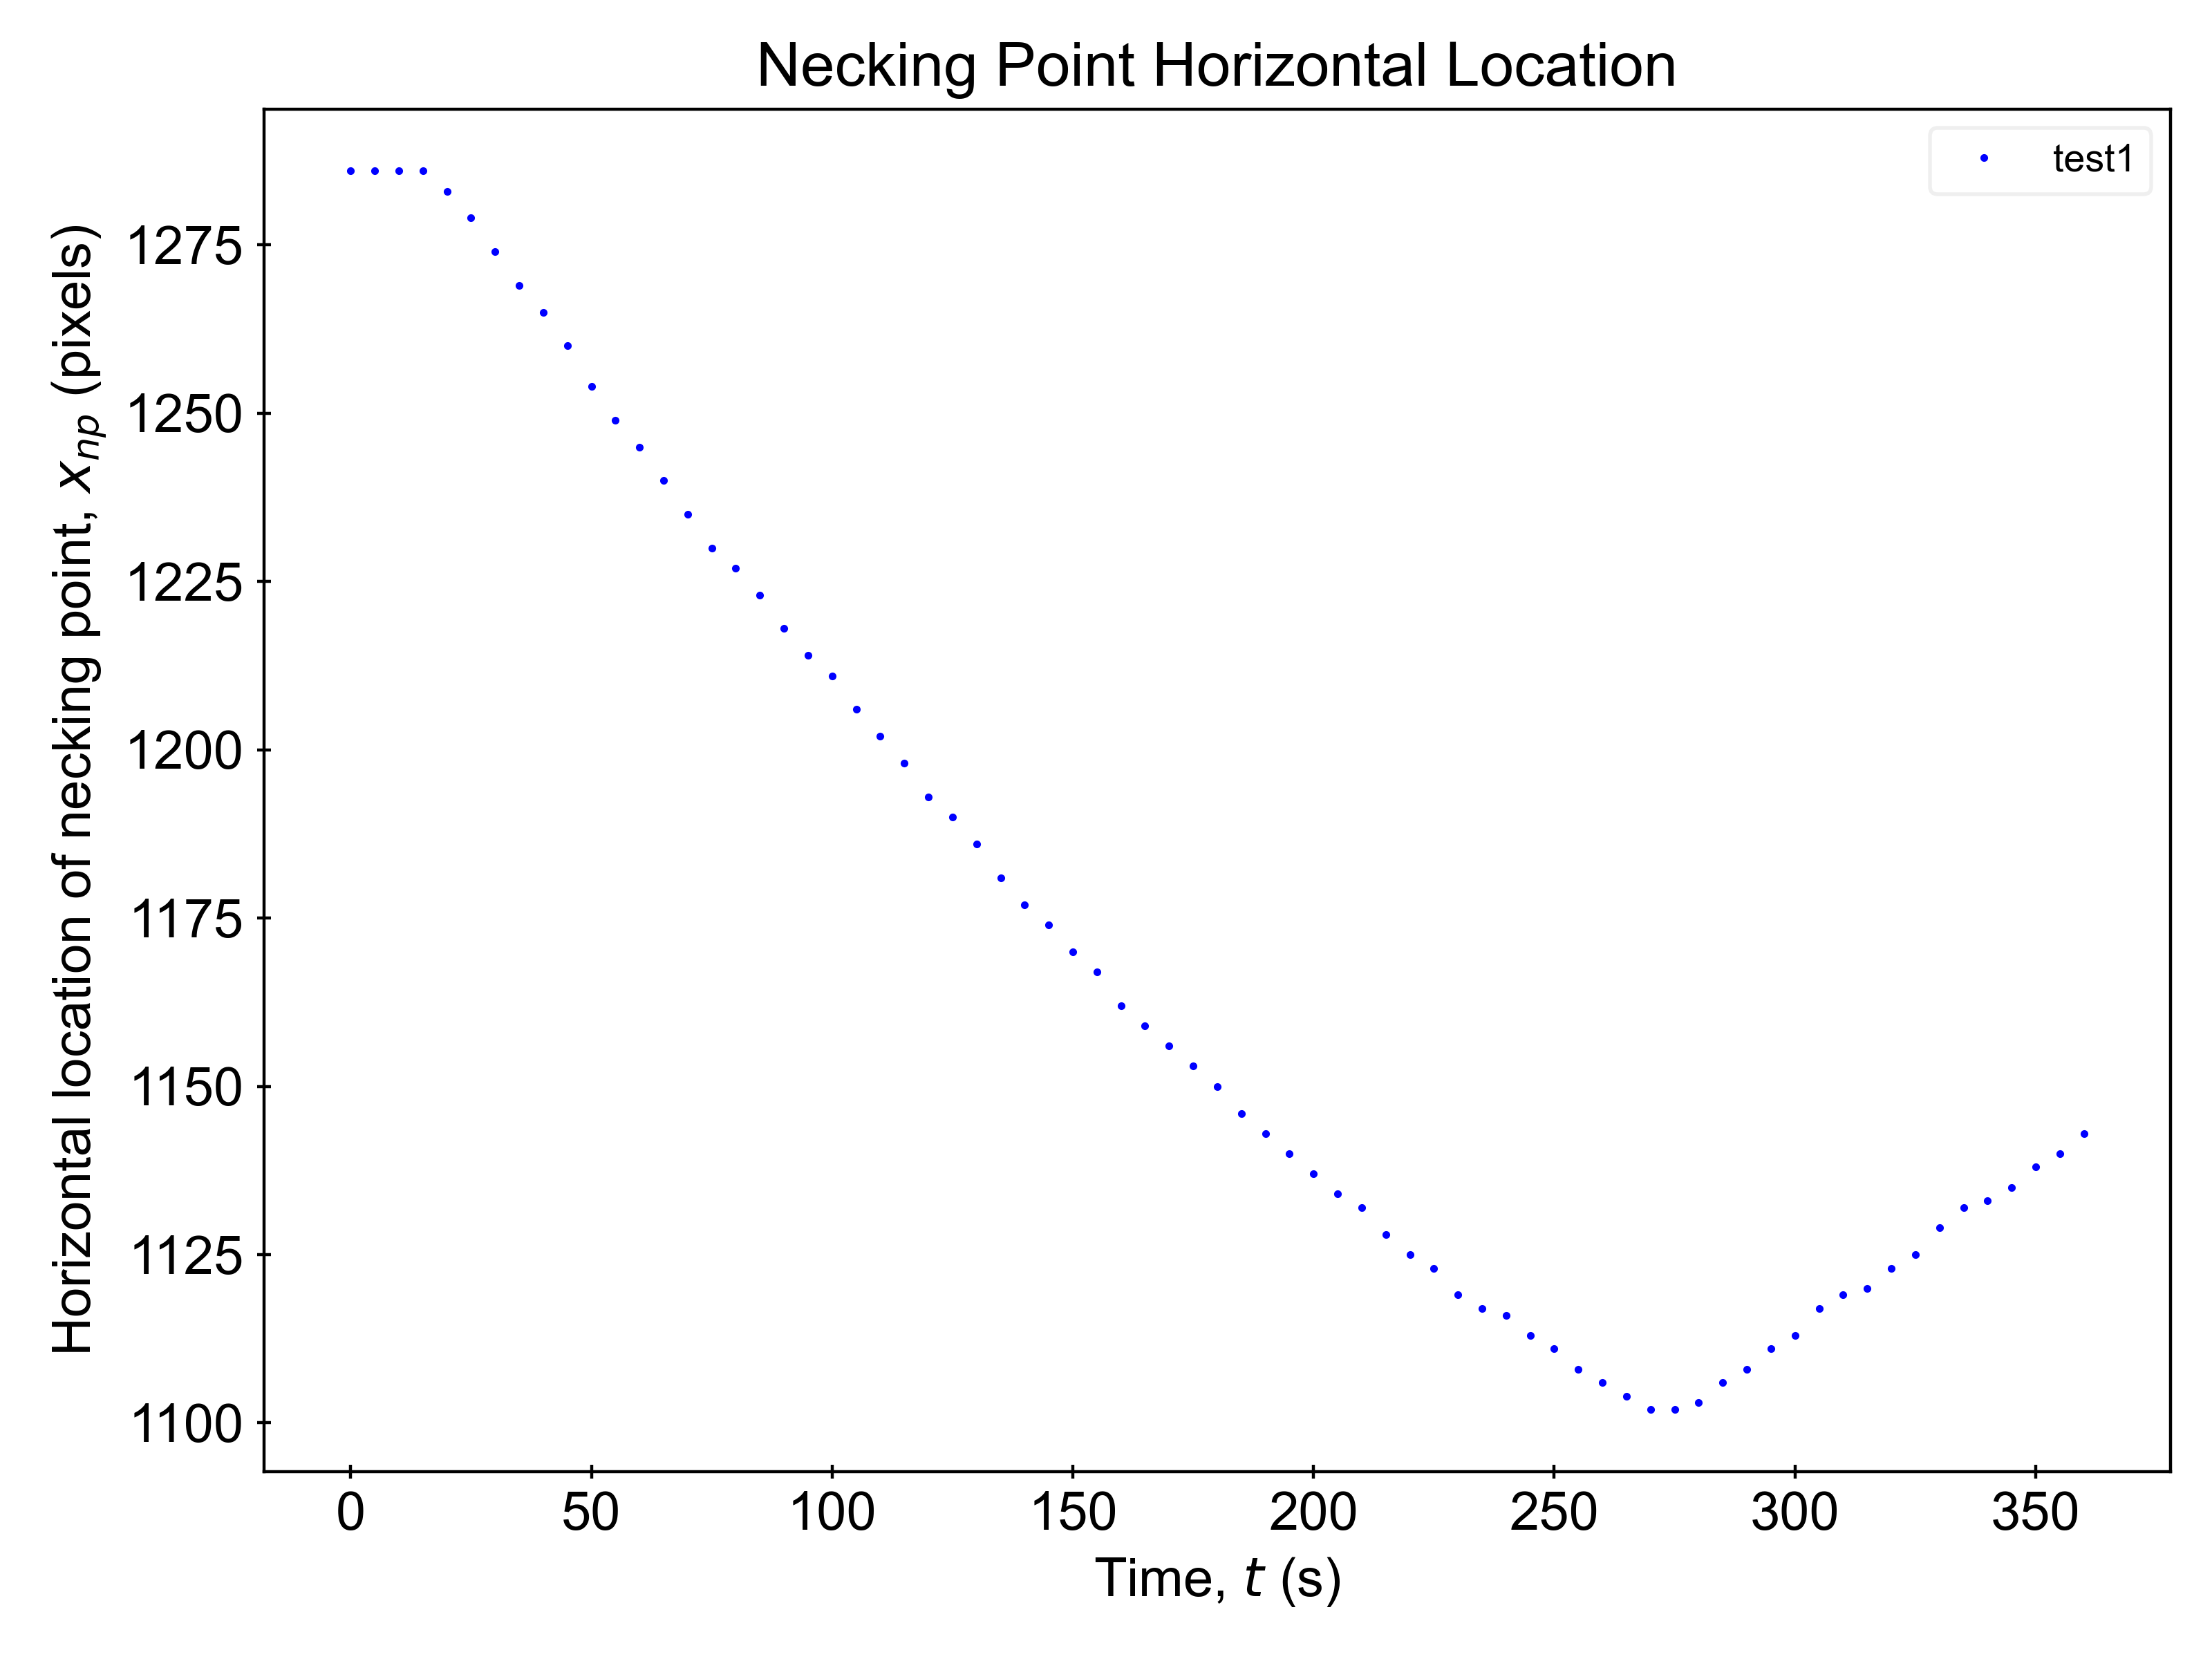 Necking Point Horizontal Location
test1
Horizontal location of necking point, x_np (pixels)
1275
1250
1225
1200
1175
1150
1125
1100
0 50 100 150 200 250 300 350
Time, t (s)